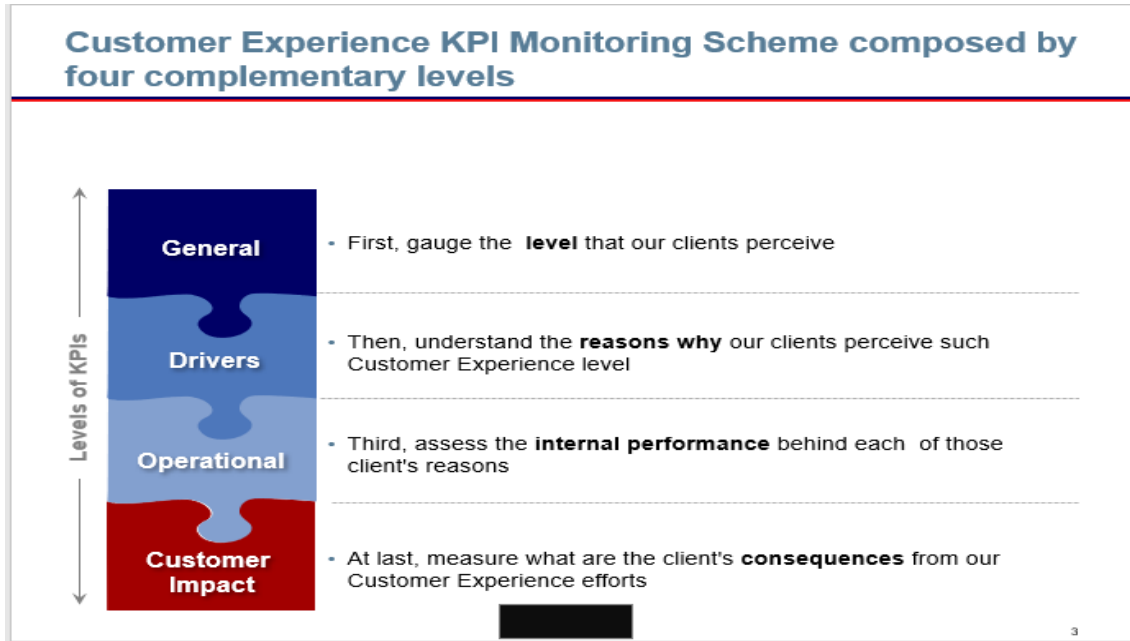 Customer Experience KPI Monitoring Scheme composed by
four complementary levels
Levels of KPIs
General
• First, gauge the level that our clients perceive
Drivers
• Then, understand the reasons why our clients perceive such
Customer Experience level
Operational
• Third, assess the internal performance behind each of those
client's reasons
Customer
Impact
• At last, measure what are the client's consequences from our
Customer Experience efforts
3